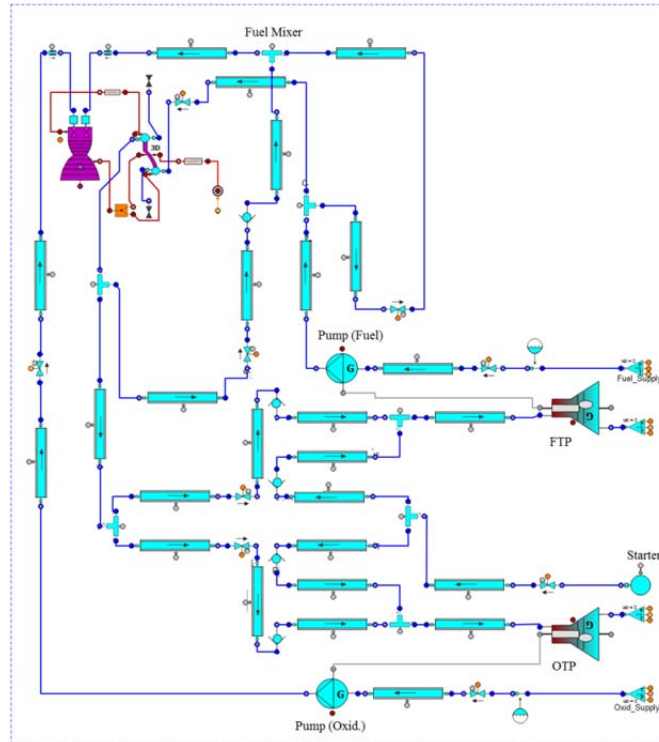 Fuel Mixer
3D
C
Pump (Fuel)
G
Fuel_Supply
G
FTP
Starter
G
OTP
G
Oxid_Supply
Pump (Oxid.)